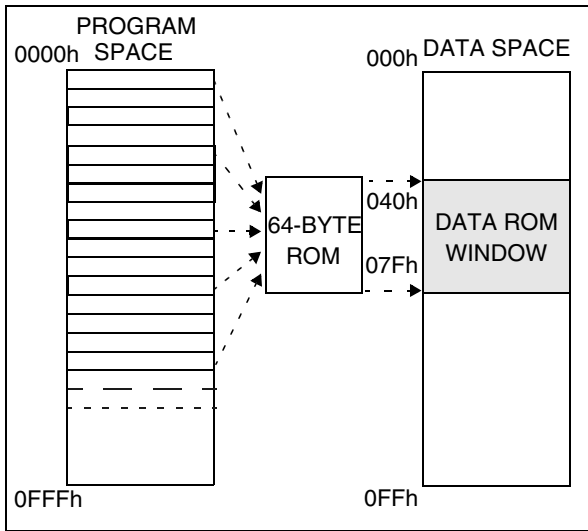 PROGRAM
SPACE
0000h
0FFFh
64-BYTE
ROM
DATA SPACE
000h
040h
DATA ROM
WINDOW
07Fh
0FFh